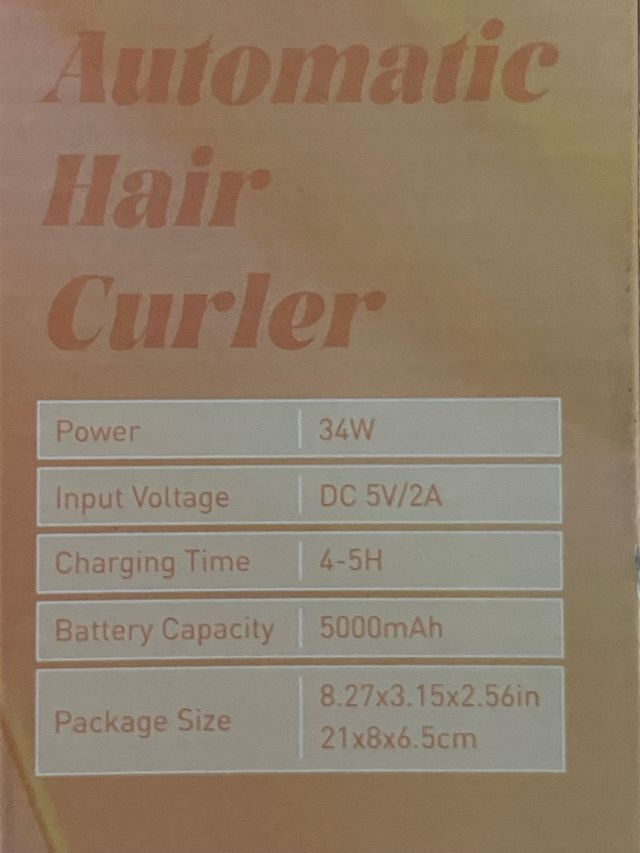 Automatic
Hair
Curler
Power 34W
Input Voltage DC 5V/2A
Charging Time 4-5H
Battery Capacity 5000mAh
Package Size 8.27x3.15x2.56in
21x8x6.5cm